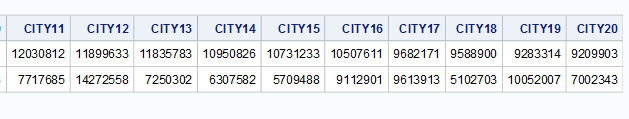 CITY11 CITY12 CITY13 CITY14 CITY15 CITY16 CITY17 CITY18 CITY19 CITY20
12030812 11899633 11835783 10950826 10731233 10507611 9682171 9588900 9283314 9209903
7717685 14272558 7250302 6307582 5709488 9112901 9613913 5102703 10052007 7002343